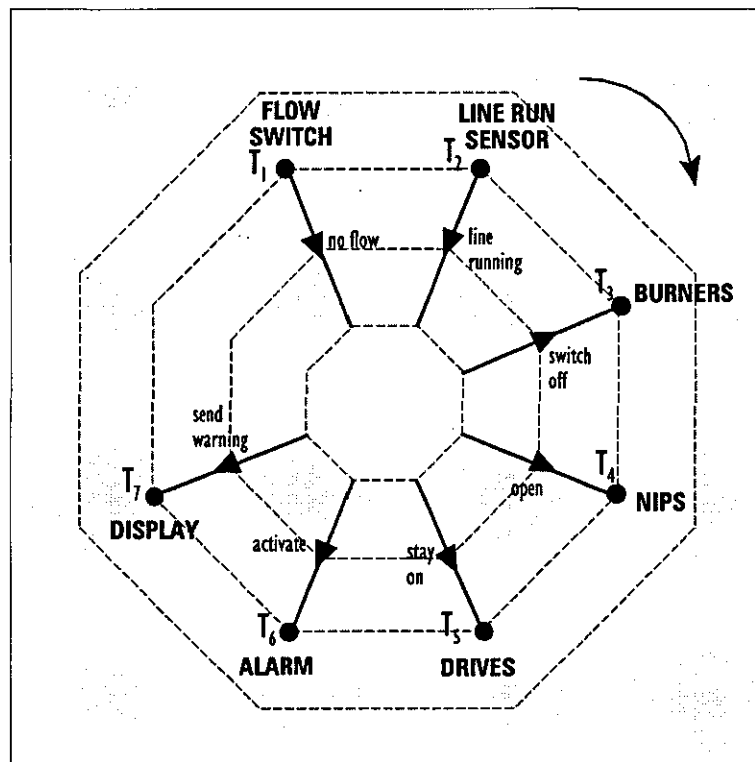 FLOW
SWITCH
T₁
no flow
LINE RUN
SENSOR
T₂
line
running
T₃
BURNERS
switch
off
T₄
NIPS
open
T₅
DRIVES
stay
on
T₆
ALARM
activate
T₇
DISPLAY
send
warning